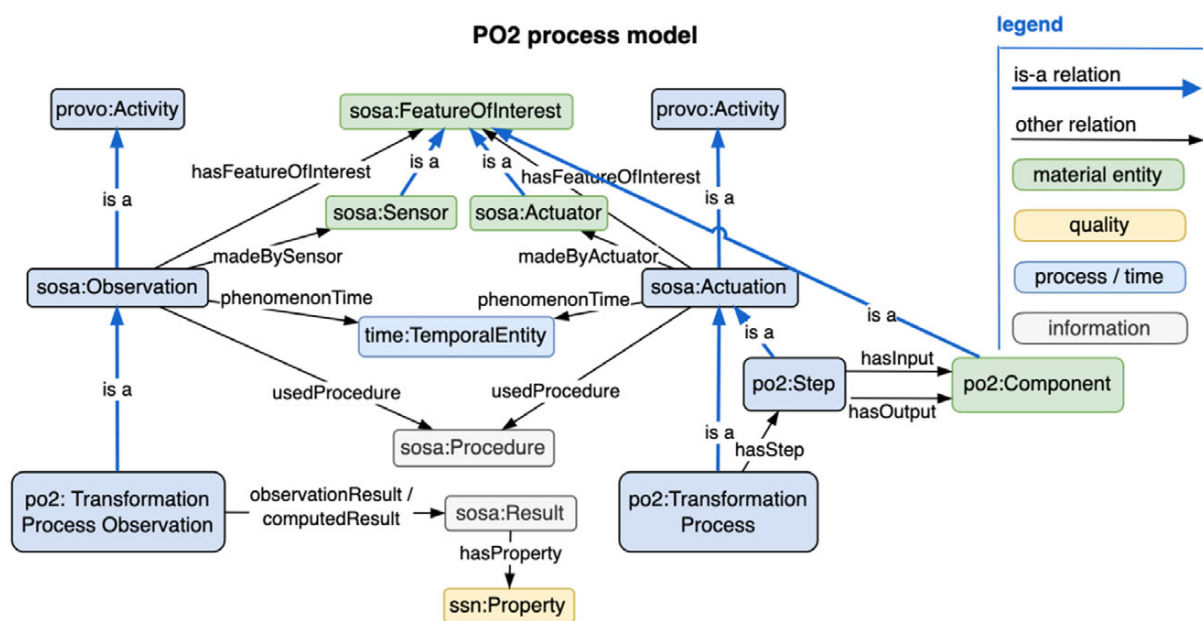 legend
PO2 process model
is-a relation
provo:Activity
sosa:FeatureOfInterest
provo:Activity
other relation
hasFeatureOfInterest
is a
is a
hasFeatureOfInterest
material entity
is a
is a
sosa:Sensor
sosa:Actuator
quality
madeBySensor
madeByActuator
process / time
sosa:Observation
phenomenonTime
phenomenonTime
sosa:Actuation
is a
information
time:TemporalEntity
is a
hasInput
is a
usedProcedure
usedProcedure
po2:Step
po2:Component
hasOutput
is a
sosa:Procedure
hasStep
po2: Transformation
Process Observation
observationResult /
computedResult
sosa:Result
po2:Transformation
Process
hasProperty
ssn:Property